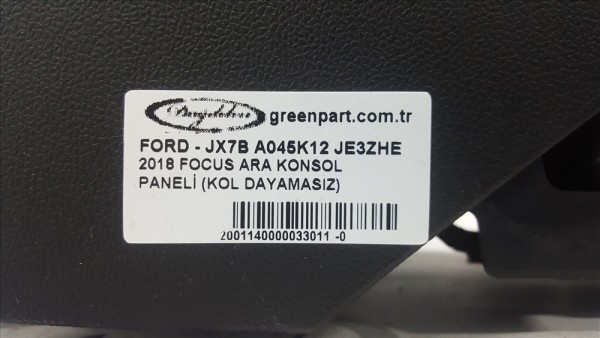 greenpart.com.tr
FORD - JX7B A045K12 JE3ZHE
2018 FOCUS ARA KONSOL
PANELİ (KOL DAYAMASIZ)
2001140000033011 -0